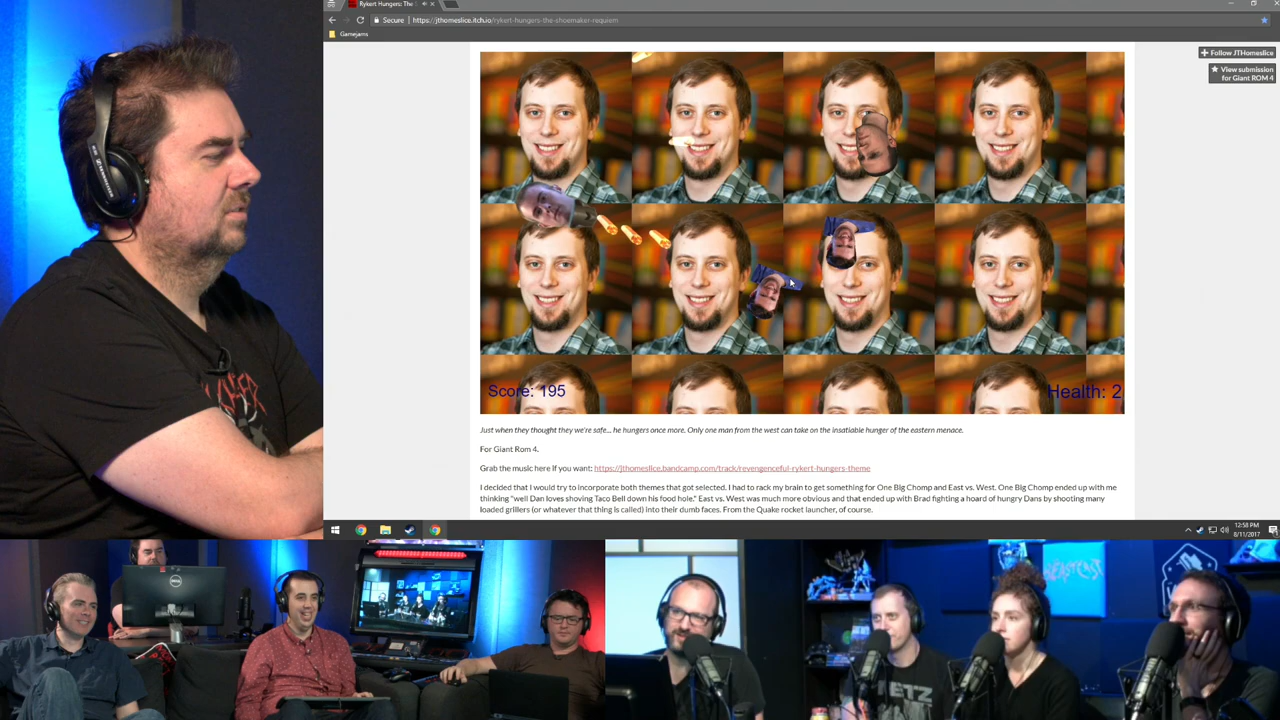 Rykert Hungers: The
Secure
https://jthomeslice.itch.io/rykert-hungers-the-shoemaker-requiem
Gamejams
Follow JTHomeslice
View submission
for Giant ROM 4
Score: 195
Health: 2
Just when they thought they we're safe... he hungers once more. Only one man from the west can take on the insatiable hunger of the eastern menace.
For Giant Rom 4.
Grab the music here if you want: https://jthomeslice.bandcamp.com/track/revengenceful-rykert-hungers-theme
I decided that I would try to incorporate both themes that got selected. I had to rack my brain to get something for One Big Chomp and East vs. West. One Big Chomp ended up with me
thinking "well Dan loves shoving Taco Bell down his food hole." East vs. West was much more obvious and that ended up with Brad fighting a hoard of hungry Dans by shooting many
loaded grillers (or whatever that thing is called) into their dumb faces. From the Quake rocket launcher, of course.
12:58 PM
8/11/2017
DELL
BEASTCAST